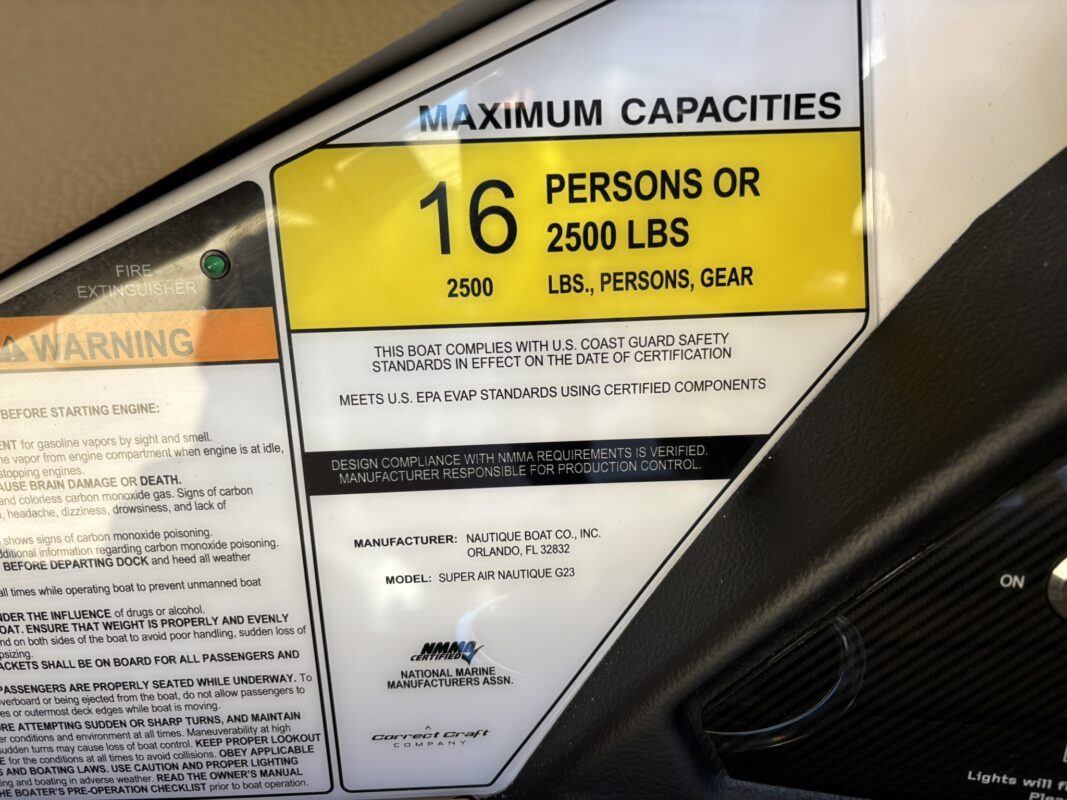 MAXIMUM CAPACITIES
16 PERSONS OR
2500 LBS
2500 LBS., PERSONS, GEAR
THIS BOAT COMPLIES WITH U.S. COAST GUARD SAFETY
STANDARDS IN EFFECT ON THE DATE OF CERTIFICATION
MEETS U.S. EPA EVAP STANDARDS USING CERTIFIED COMPONENTS
DESIGN COMPLIANCE WITH NMMA REQUIREMENTS IS VERIFIED.
MANUFACTURER RESPONSIBLE FOR PRODUCTION CONTROL.
MANUFACTURER: NAUTIQUE BOAT CO., INC.
ORLANDO, FL 32832
MODEL: SUPER AIR NAUTIQUE G23
NMMA
CERTIFIED
NATIONAL MARINE
MANUFACTURERS ASSN.
Correct Craft
COMPANY
FIRE
EXTINGUISHER
WARNING
BEFORE STARTING ENGINE:
for gasoline vapors by sight and smell.
vapor from engine compartment when engine is at idle,
stopping engines.
BRAIN DAMAGE OR DEATH.
and colorless carbon monoxide gas. Signs of carbon
headache, dizziness, drowsiness, and lack of
shows signs of carbon monoxide poisoning.
information regarding carbon monoxide poisoning.
BEFORE DEPARTING DOCK and heed all weather
all times while operating boat to prevent unmanned boat
THE INFLUENCE of drugs or alcohol.
ENSURE THAT WEIGHT IS PROPERLY AND EVENLY
on both sides of the boat to avoid poor handling, sudden loss of
SHALL BE ON BOARD FOR ALL PASSENGERS AND
PASSENGERS ARE PROPERLY SEATED WHILE UNDERWAY. To
or being ejected from the boat, do not allow passengers to
or outermost deck edges while boat is moving.
ATTEMPTING SUDDEN OR SHARP TURNS, AND MAINTAIN
conditions and environment at all times. Maneuverability at high
sudden turns may cause loss of boat control. KEEP PROPER LOOKOUT
for the conditions at all times to avoid collisions. OBEY APPLICABLE
AND BOATING LAWS. USE CAUTION AND PROPER LIGHTING
and boating in adverse weather. READ THE OWNER'S MANUAL
BOATER'S PRE-OPERATION CHECKLIST prior to boat operation.
ON
Lights will